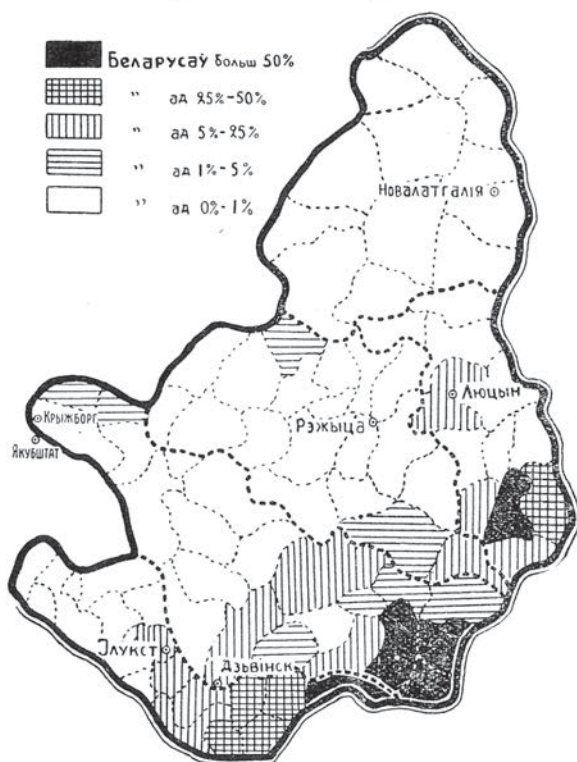 Беларусаў больш 50%
" ад 25%-50%
" ад 5%-25%
" ад 1%-5%
" ад 0%-1%
Новалатгалія
Люцын
Рэжыца
Крыжборг
Якубштат
Ілукст
Дзьвінск